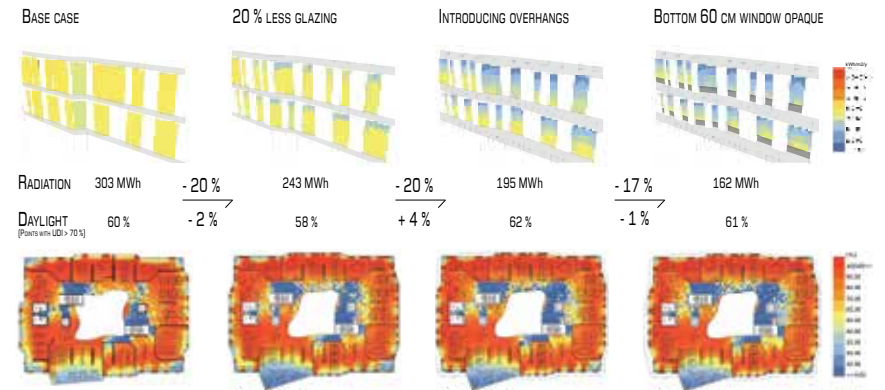 BASE CASE
20 % LESS GLAZING
INTRODUCING OVERHANGS
BOTTOM 60 CM WINDOW OPAQUE
RADIATION 303 MWh - 20 % 243 MWh - 20 % 195 MWh - 17 % 162 MWh
DAYLIGHT 60 % - 2 % 58 % + 4 % 62 % - 1 % 61 %
[POINTS WITH UDI > 70 %]